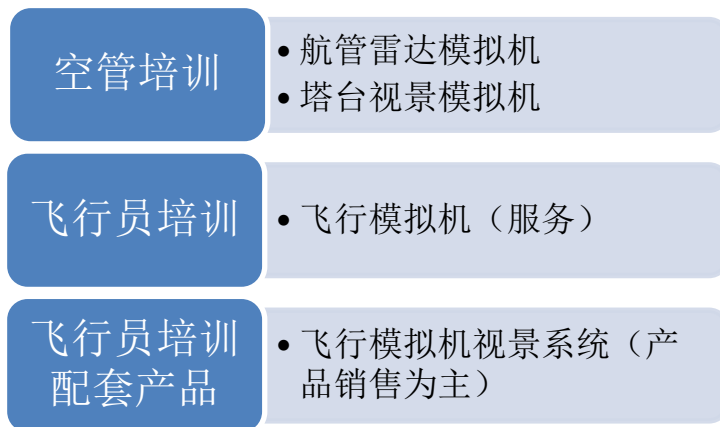 空管培训
• 航管雷达模拟机
• 塔台视景模拟机
飞行员培训
• 飞行模拟机（服务）
飞行员培训
配套产品
• 飞行模拟机视景系统（产
品销售为主）